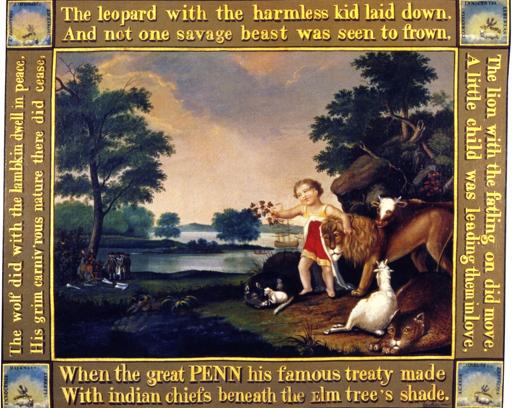 The wolf did with the lambkin dwell in peace,
His grim carniv'rous nature there did cease,
The leopard with the harmless kid laid down,
And not one savage beast was seen to frown,
The lion with the fatling on did move,
A little child was leading them in love,
When the great PENN his famous treaty made
With indian chiefs beneath the Elm tree's shade.